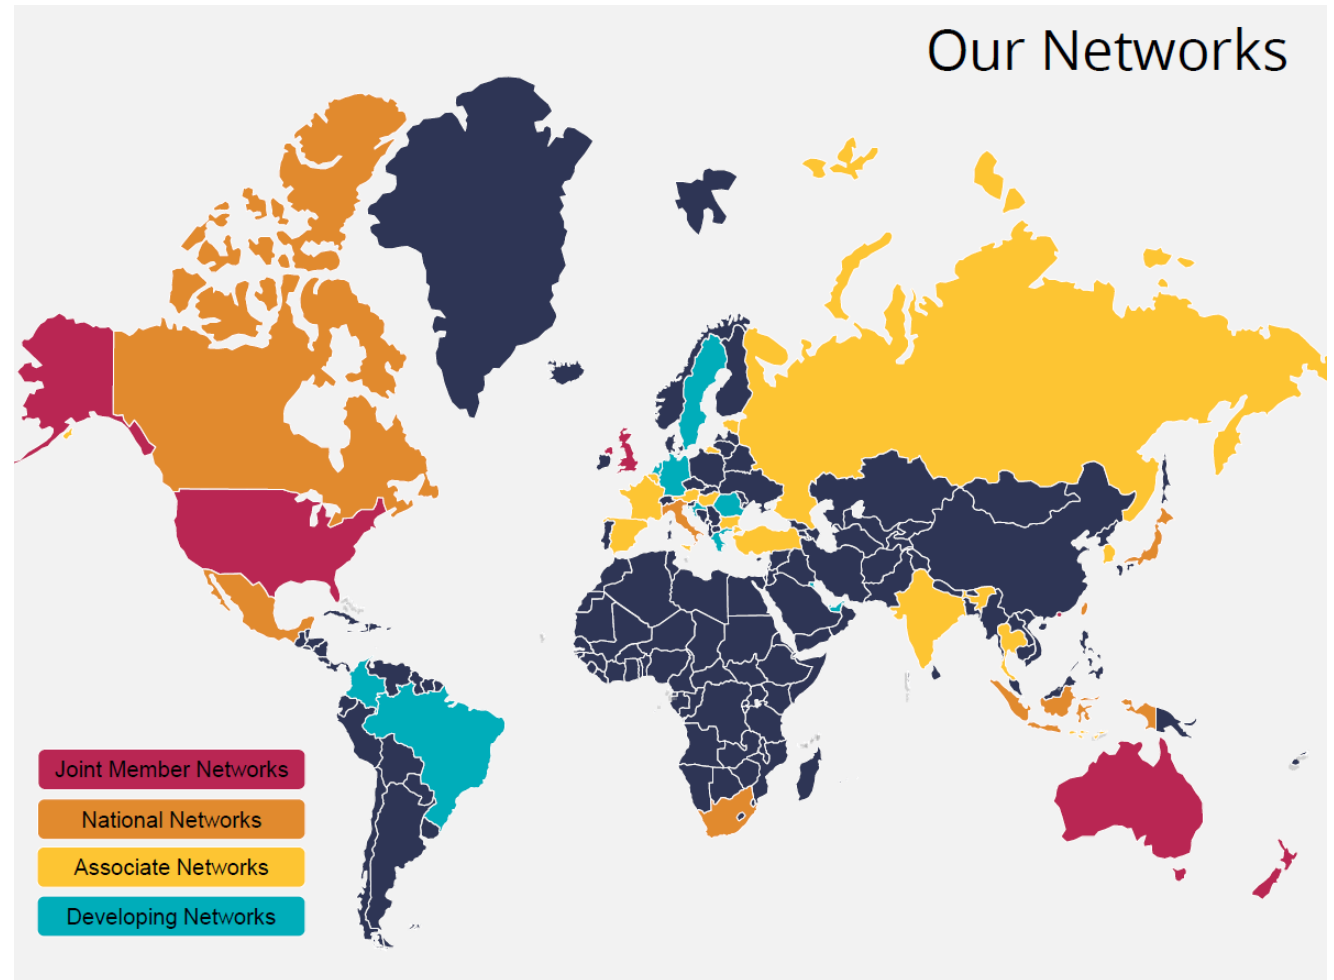 Our Networks
Joint Member Networks
National Networks
Associate Networks
Developing Networks